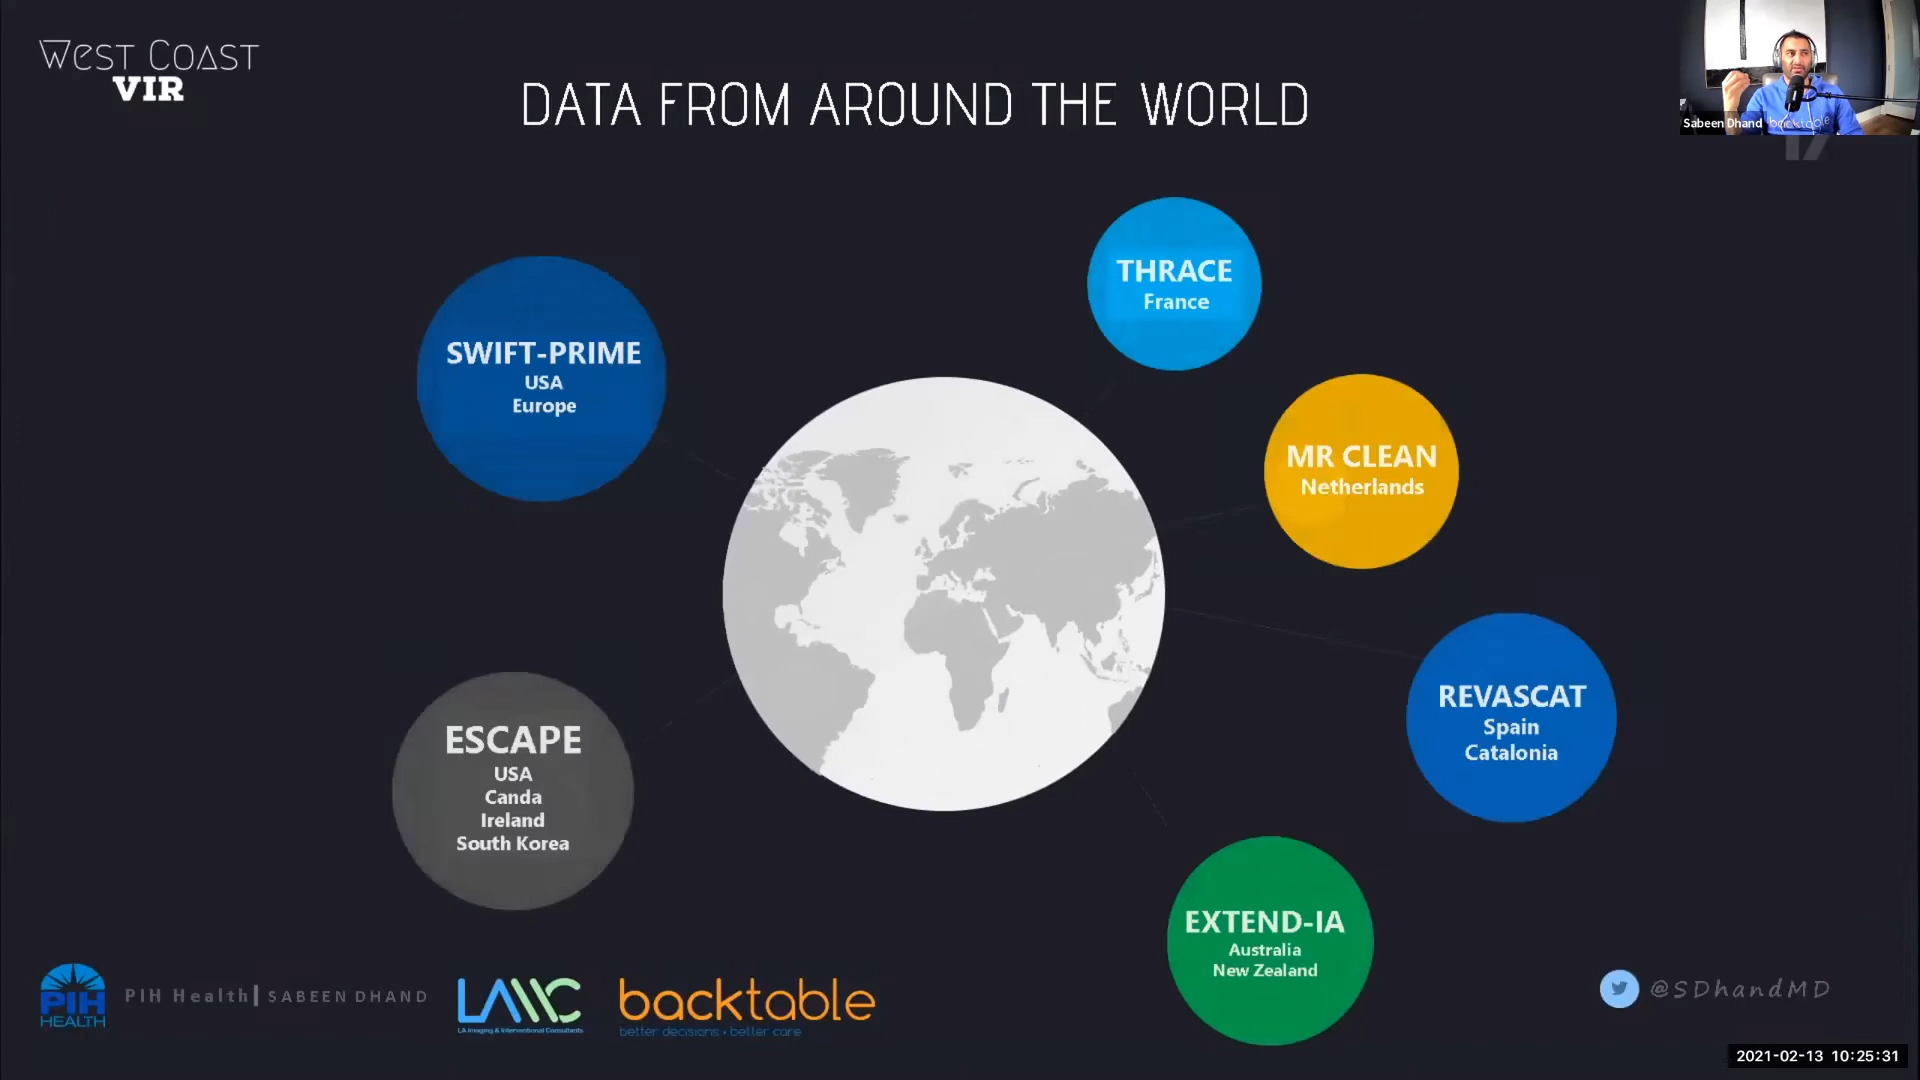 WeST COAST
VIR
DATA FROM AROUND THE WORLD
Sabeen Dhand
backtable
17
THRACE
France
SWIFT-PRIME
USA
Europe
MR CLEAN
Netherlands
REVASCAT
Spain
Catalonia
ESCAPE
USA
Canda
Ireland
South Korea
EXTEND-IA
Australia
New Zealand
PIH
HEALTH
PIH Health| SABEEN DHAND
LAIIC
LA Imaging & Interventional Consultants
backtable
better decisions • better care
@SDhandMD
2021-02-13 10:25:31